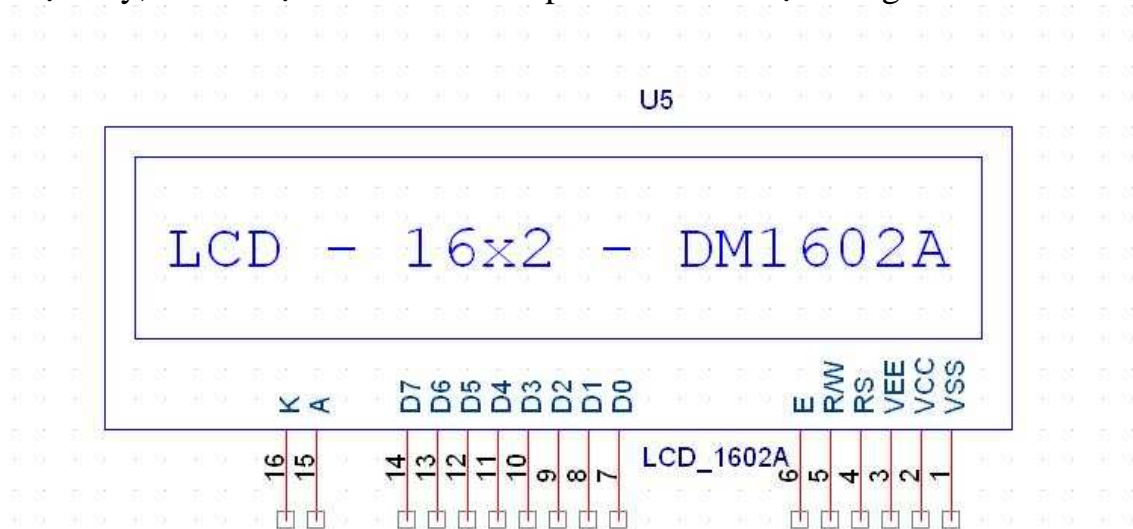 U5
LCD - 16x2 - DM1602A
K A D7 D6 D5 D4 D3 D2 D1 D0 E R/W RS VEE VCC VSS
LCD_1602A
16 15 14 13 12 11 10 9 8 7 6 5 4 3 2 1